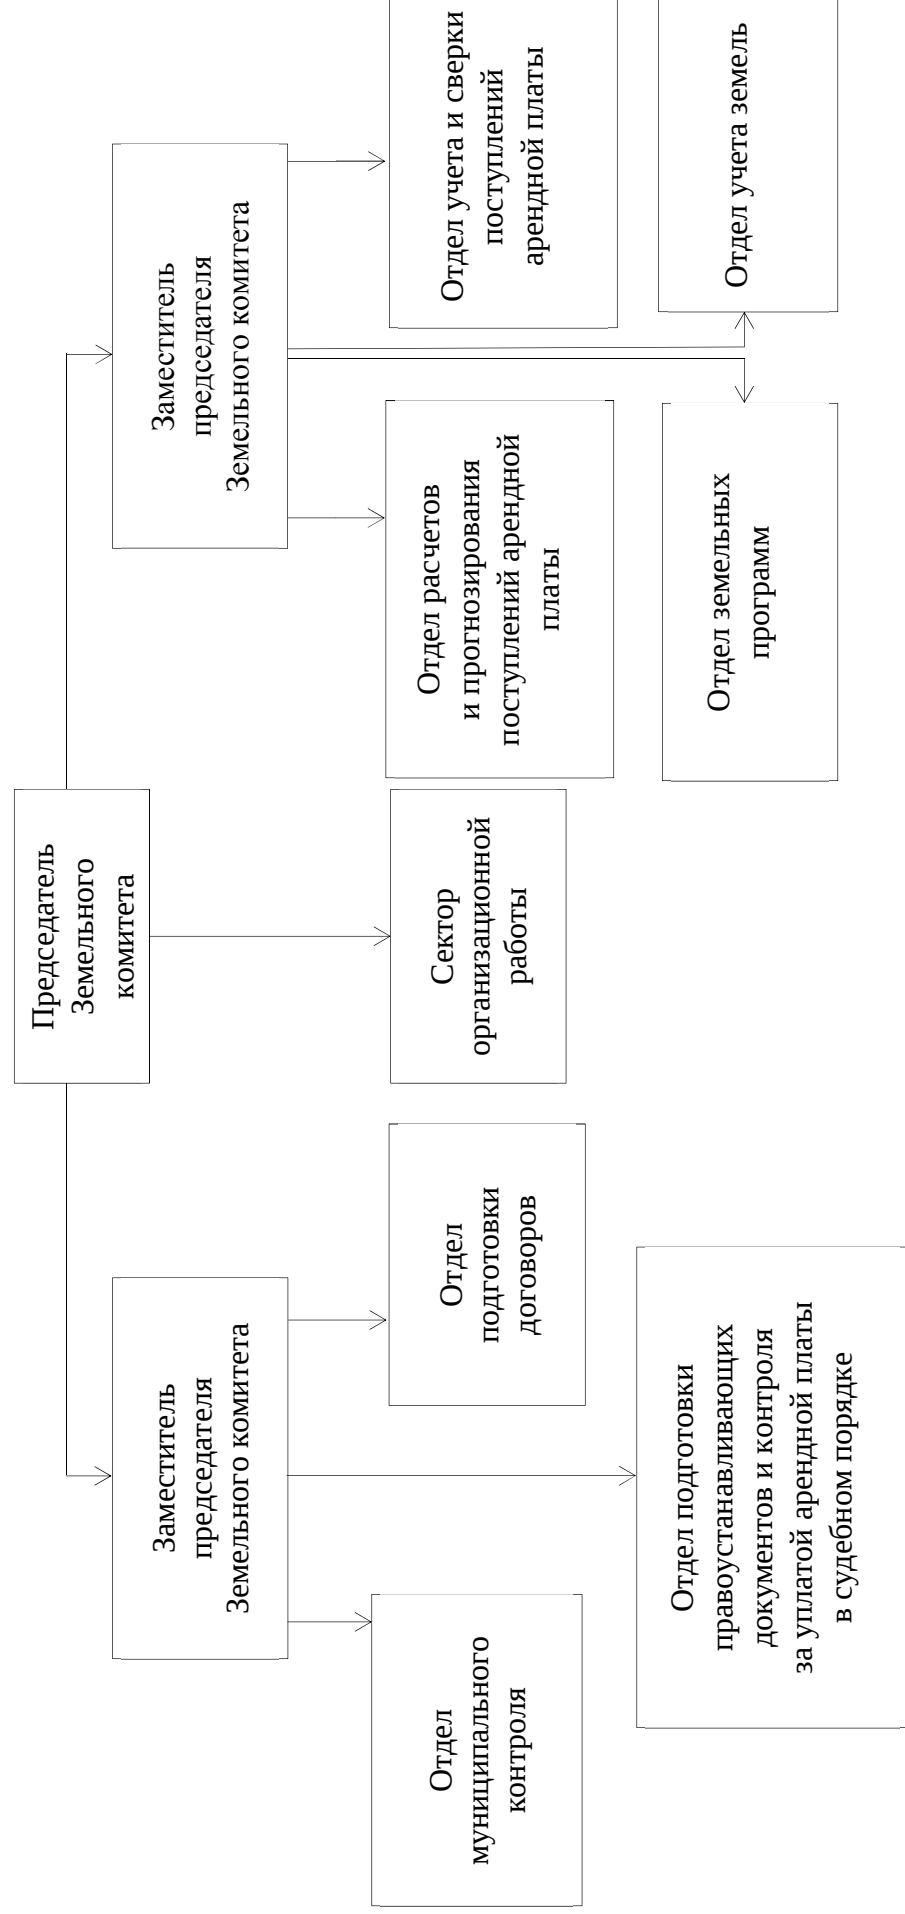 Председатель
Земельного
комитета
Заместитель
председателя
Земельного комитета
Заместитель
председателя
Земельного комитета
Отдел
муниципального
контроля
Отдел
подготовки
договоров
Сектор
организационной
работы
Отдел расчетов
и прогнозирования
поступлений арендной
платы
Отдел учета и сверки
поступлений
арендной платы
Отдел подготовки
правоустанавливающих
документов и контроля
за уплатой арендной платы
в судебном порядке
Отдел земельных
программ
Отдел учета земель